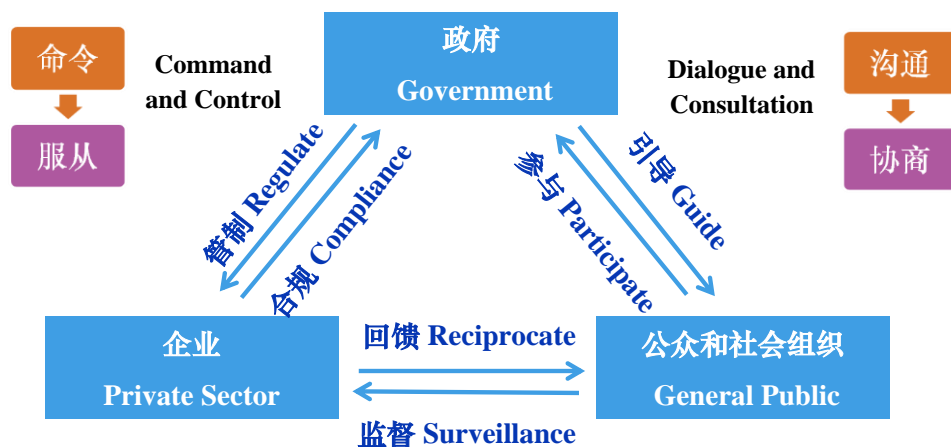 政府
Government
命令
服从
Command
and Control
Dialogue and
Consultation
沟通
协商
管制 Regulate
合规 Compliance
参与 Participate
引导 Guide
企业
Private Sector
回馈 Reciprocate
监督 Surveillance
公众和社会组织
General Public